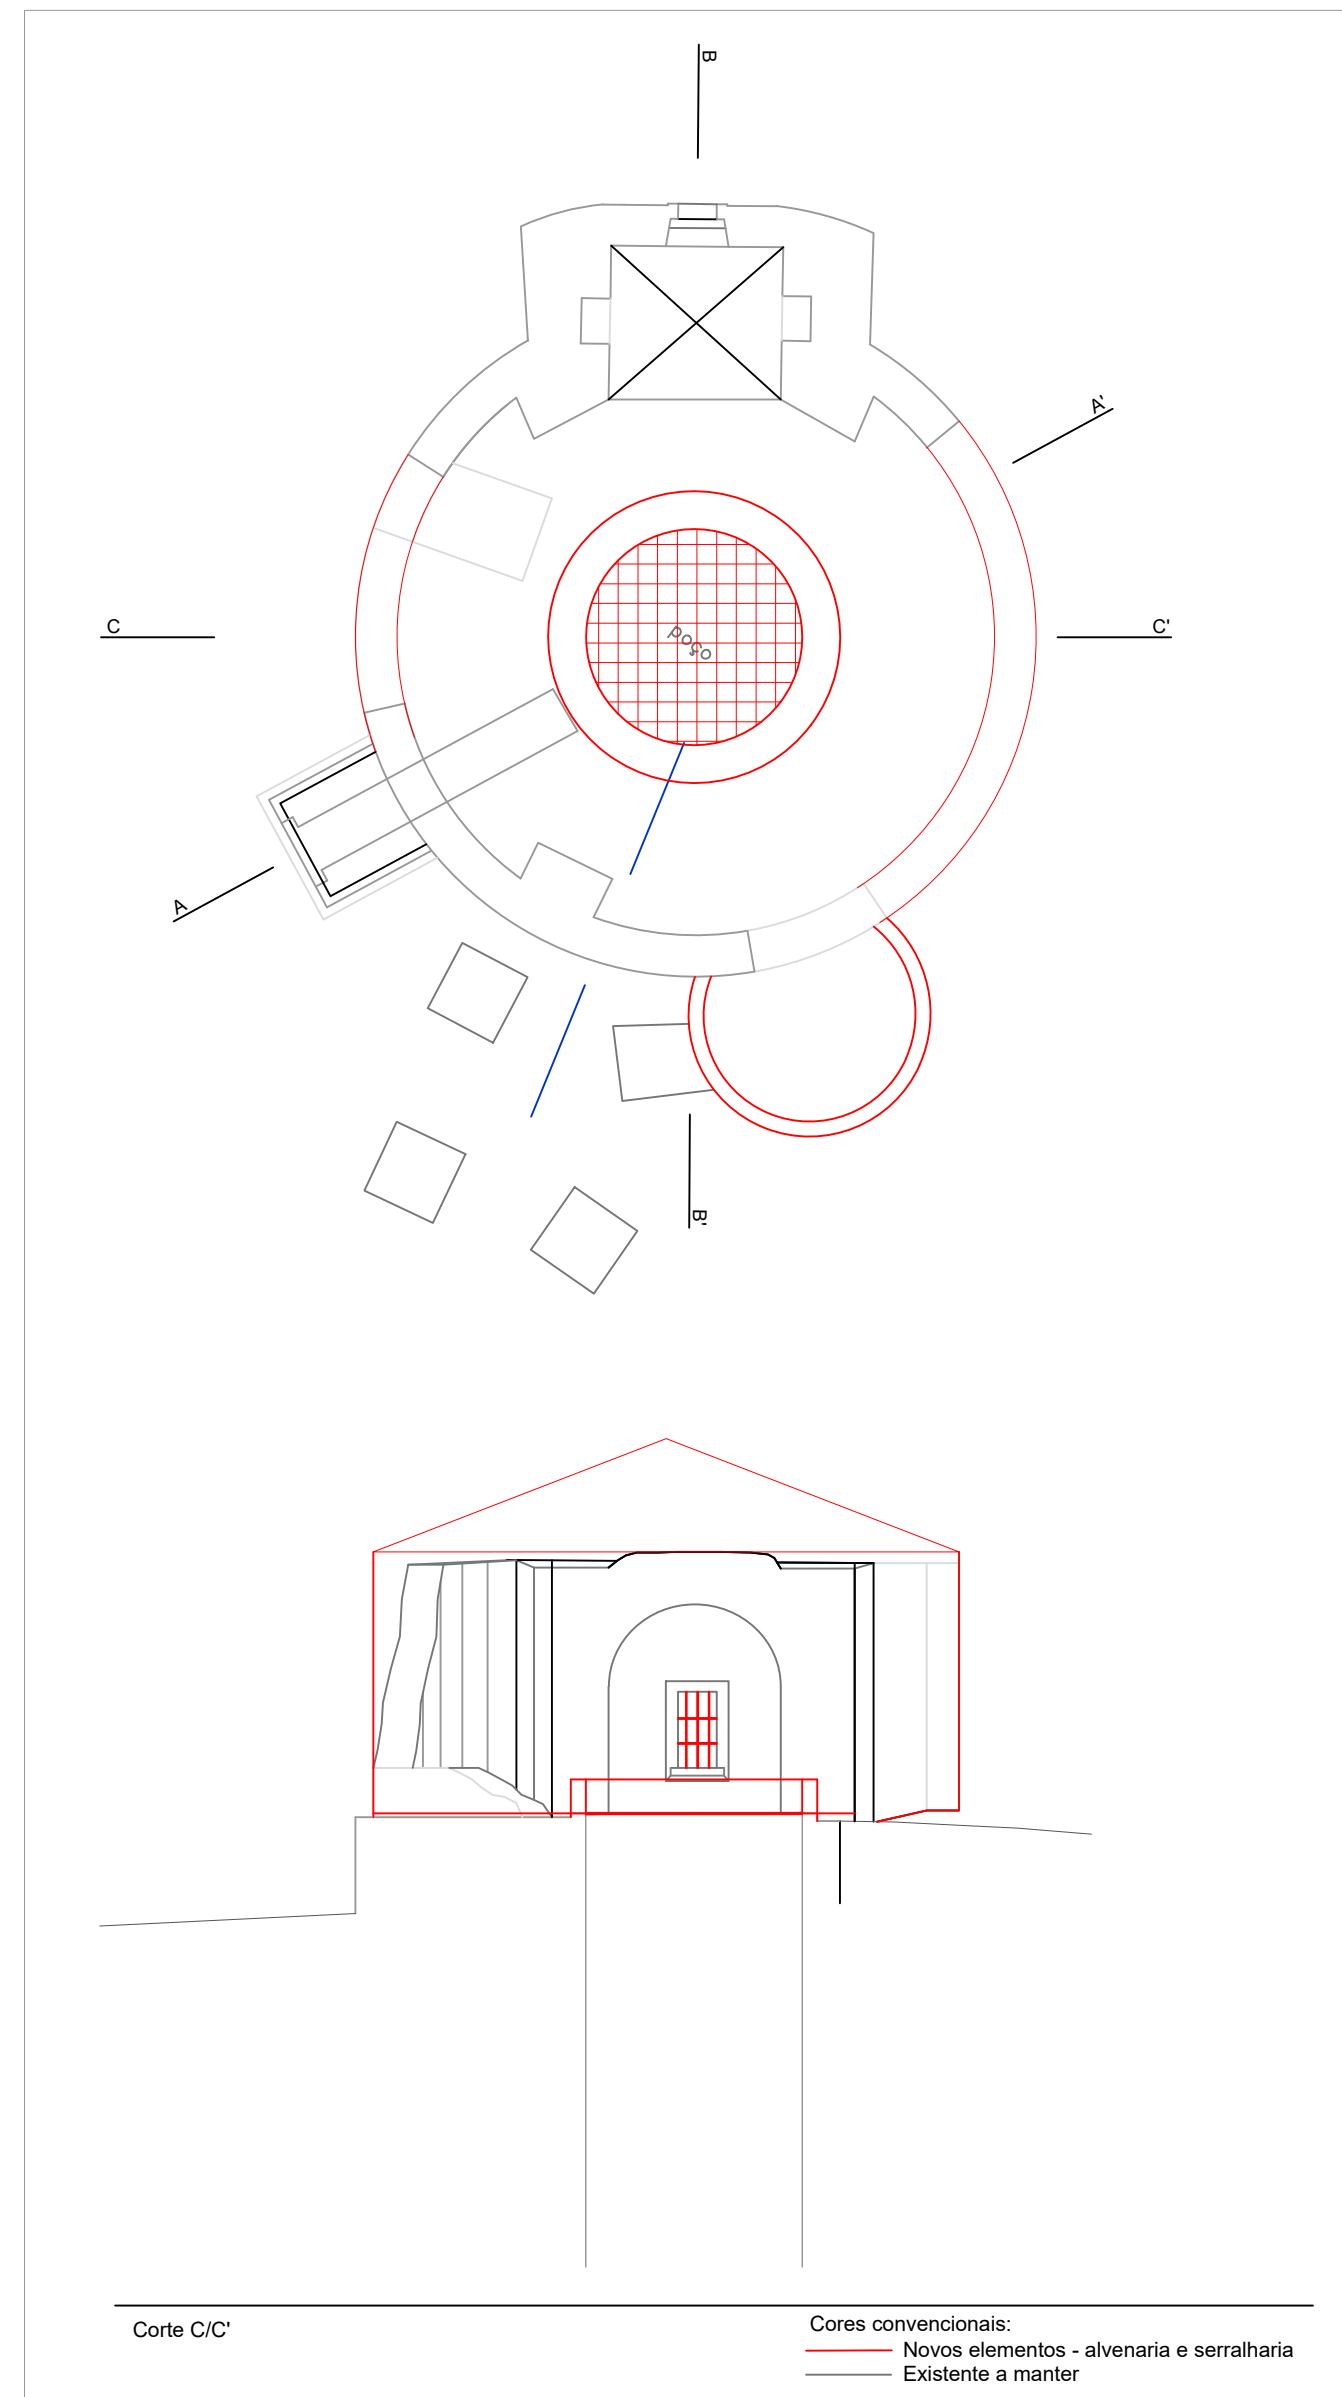 B
A'
C
C'
poço
A
B'
Corte C/C'
Cores convencionais:
Novos elementos - alvenaria e serralharia
Existente a manter